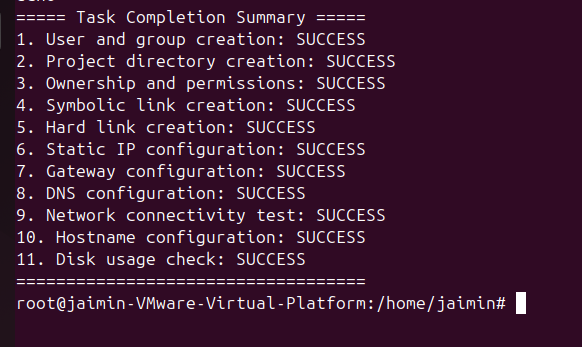 ===== Task Completion Summary =====
1. User and group creation: SUCCESS
2. Project directory creation: SUCCESS
3. Ownership and permissions: SUCCESS
4. Symbolic link creation: SUCCESS
5. Hard link creation: SUCCESS
6. Static IP configuration: SUCCESS
7. Gateway configuration: SUCCESS
8. DNS configuration: SUCCESS
9. Network connectivity test: SUCCESS
10. Hostname configuration: SUCCESS
11. Disk usage check: SUCCESS
===================================
root@jaimin-VMware-Virtual-Platform:/home/jaimin#